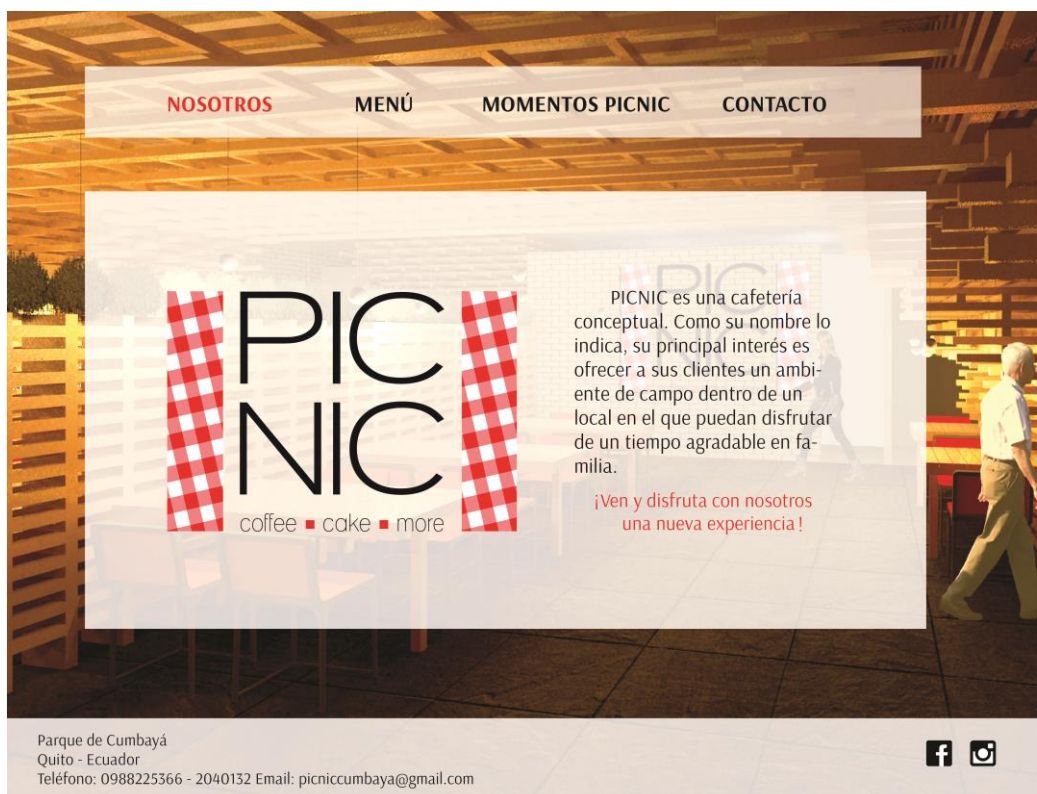 NOSOTROS MENÚ MOMENTOS PICNIC CONTACTO
PIC
NIC
coffee ▪ cake ▪ more
PICNIC es una cafetería
conceptual. Como su nombre lo
indica, su principal interés es
ofrecer a sus clientes un ambi-
ente de campo dentro de un
local en el que puedan disfrutar
de un tiempo agradable en fa-
milia.
¡Ven y disfruta con nosotros
una nueva experiencia !
PIC
NIC
Parque de Cumbayá
Quito - Ecuador
Teléfono: 0988225366 - 2040132 Email: picniccumbaya@gmail.com